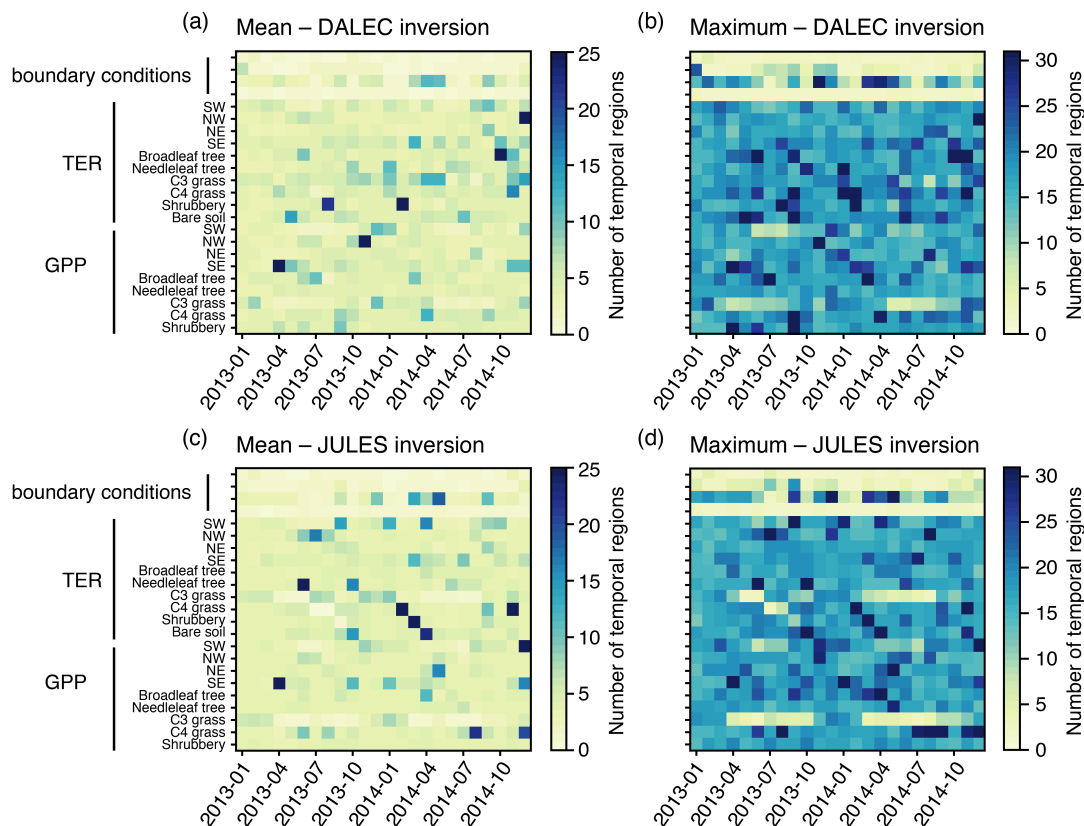 (a) Mean – DALEC inversion
(b) Maximum – DALEC inversion
boundary conditions
TER
GPP
SW
NW
NE
SE
Broadleaf tree
Needleleaf tree
C3 grass
C4 grass
Shrubbery
Bare soil
SW
NW
NE
SE
Broadleaf tree
Needleleaf tree
C3 grass
C4 grass
Shrubbery
2013-01 2013-04 2013-07 2013-10 2014-01 2014-04 2014-07 2014-10
25
20
15
10
5
0
Number of temporal regions
2013-01 2013-04 2013-07 2013-10 2014-01 2014-04 2014-07 2014-10
30
25
20
15
10
5
0
Number of temporal regions
(c) Mean – JULES inversion
(d) Maximum – JULES inversion
boundary conditions
TER
GPP
SW
NW
NE
SE
Broadleaf tree
Needleleaf tree
C3 grass
C4 grass
Shrubbery
Bare soil
SW
NW
NE
SE
Broadleaf tree
Needleleaf tree
C3 grass
C4 grass
Shrubbery
2013-01 2013-04 2013-07 2013-10 2014-01 2014-04 2014-07 2014-10
25
20
15
10
5
0
Number of temporal regions
2013-01 2013-04 2013-07 2013-10 2014-01 2014-04 2014-07 2014-10
30
25
20
15
10
5
0
Number of temporal regions